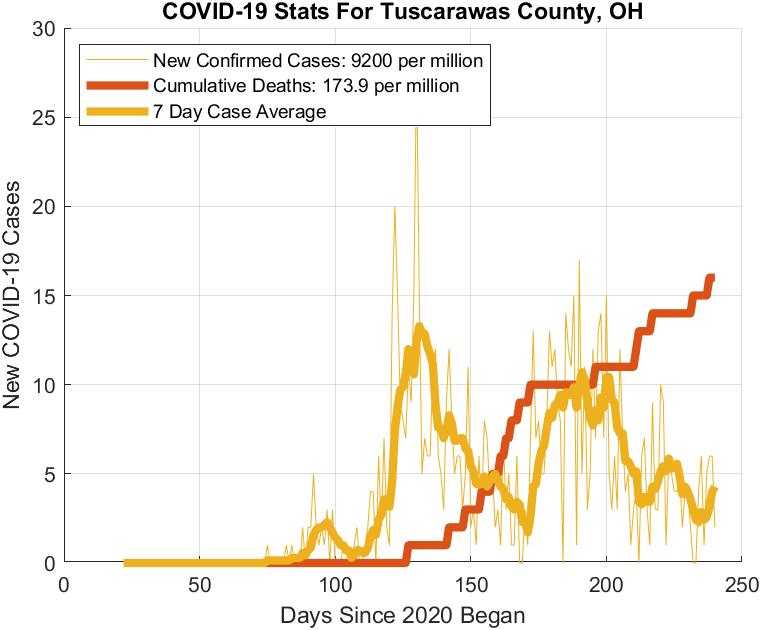 COVID-19 Stats For Tuscarawas County, OH
30
New Confirmed Cases: 9200 per million
Cumulative Deaths: 173.9 per million
7 Day Case Average
25
20
15
10
5
0
New COVID-19 Cases
0 50 100 150 200 250
Days Since 2020 Began